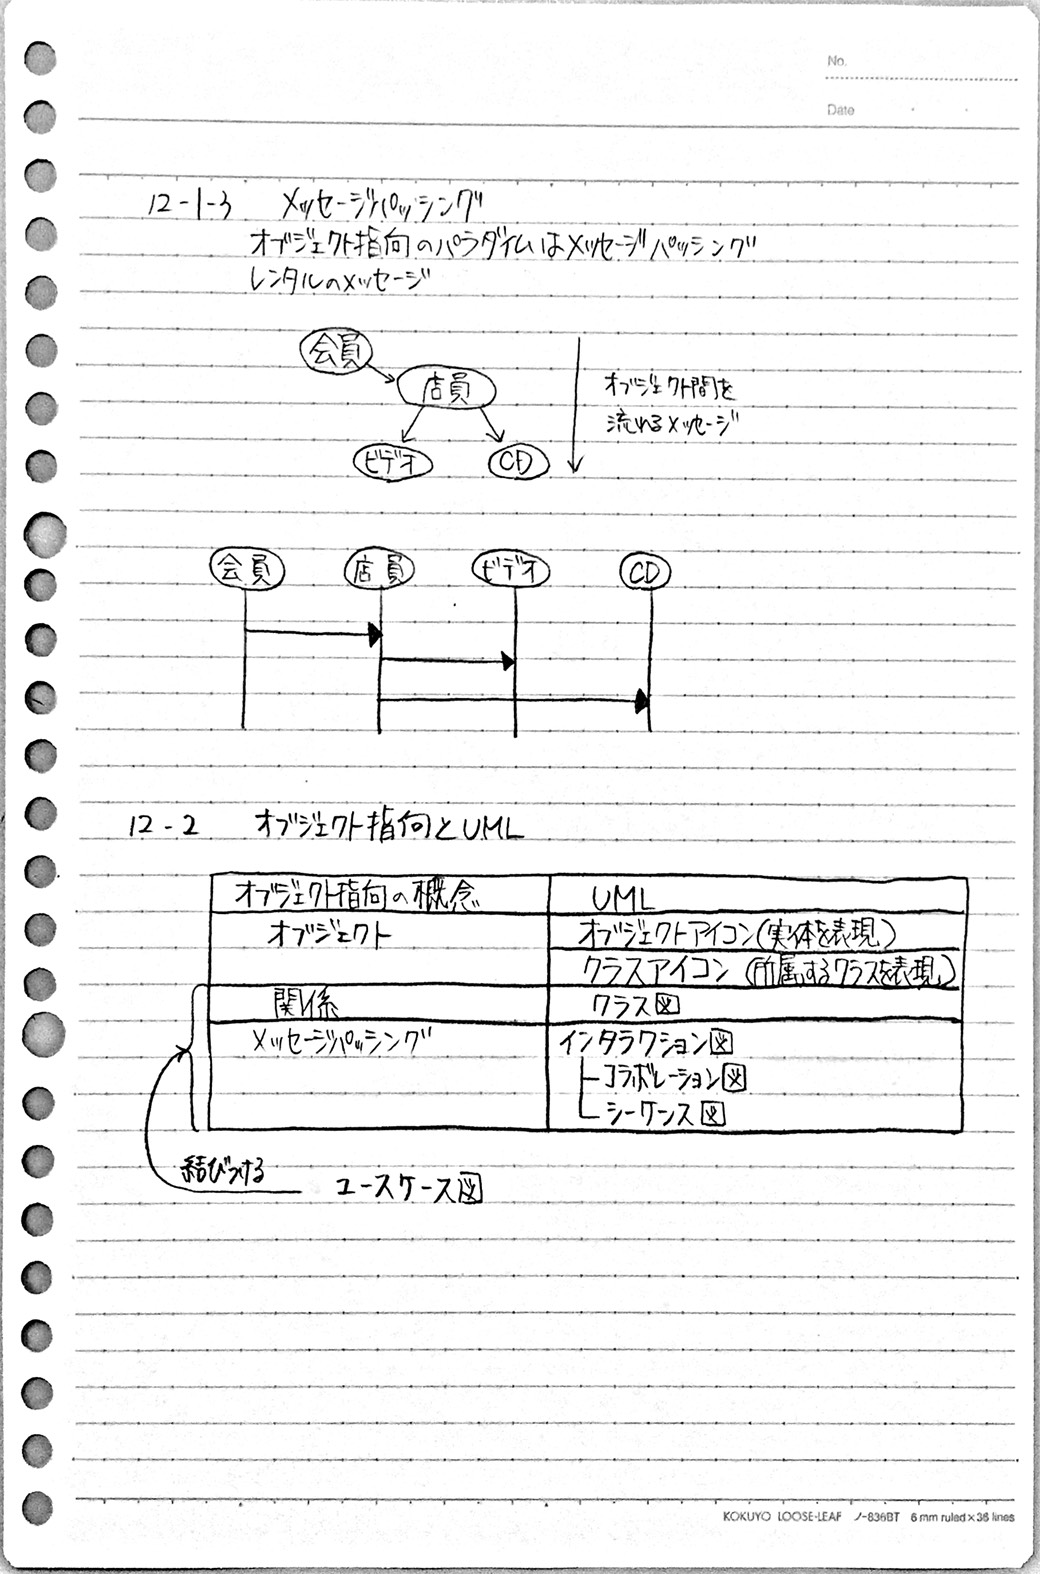 No.
Date
12-1-3 メッセージパッシング
オブジェクト指向のパラダイムはメッセージパッシング
レンタルのメッセージ
会員
店員
オブジェクト間を
流れるメッセージ
ビデオ CD
会員 店員 ビデオ CD
12-2 オブジェクト指向とUML
オブジェクト指向の概念 UML
オブジェクト オブジェクトアイコン(実体を表現)
クラスアイコン(所属するクラスを表現)
関係 クラス図
メッセージパッシング インタラクション図
コラボレーション図
シーケンス図
結びつける ユースケース図
KOKUYO LOOSE-LEAF ノ-836BT 6 mm ruled×36 lines